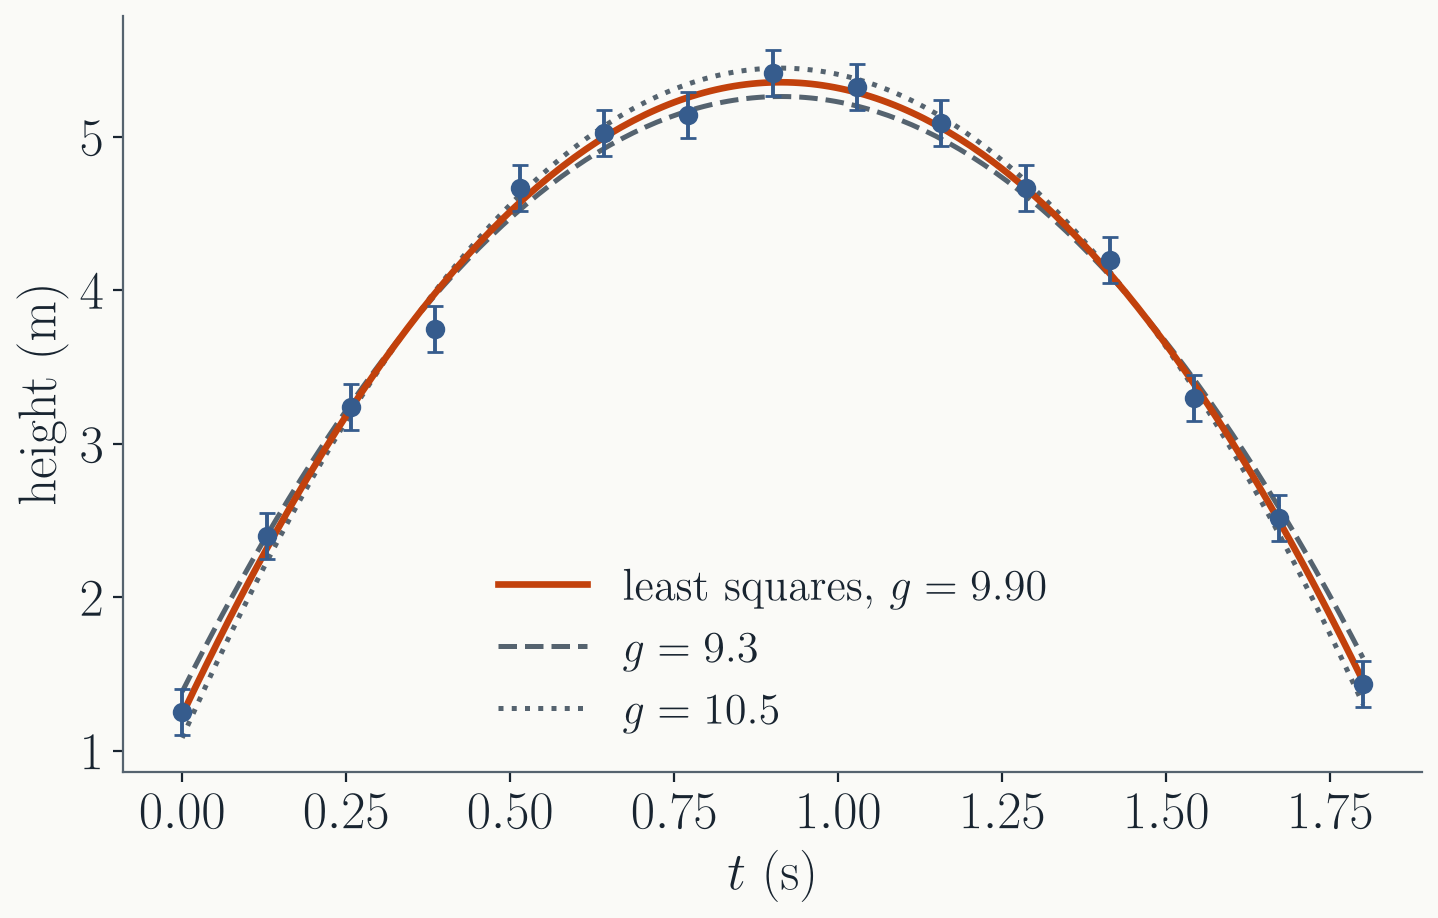 height (m)
5
4
3
2
1
least squares, g = 9.90
g = 9.3
g = 10.5
0.00 0.25 0.50 0.75 1.00 1.25 1.50 1.75
t (s)